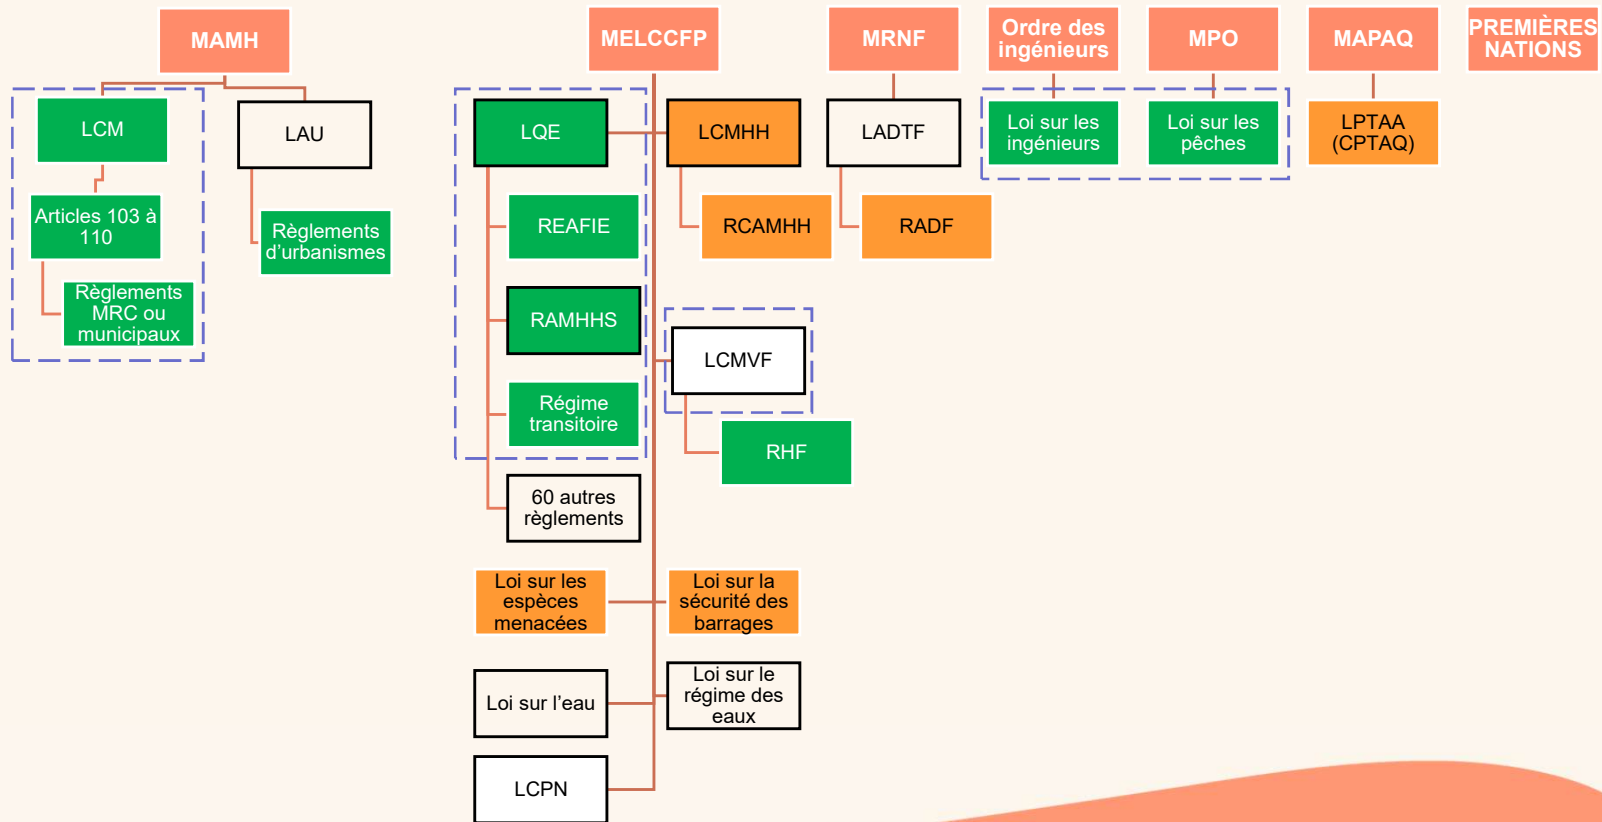 MAMH
MELCCFP
MRNF
Ordre des
ingénieurs
MPO
MAPAQ
PREMIÈRES
NATIONS
LCM
LAU
Articles 103 à
110
Règlements
d'urbanismes
Règlements
MRC ou
municipaux
LQE
LCMHH
REAFIE
RCAMHH
RAMHHS
Régime
transitoire
60 autres
règlements
LCMVF
RHF
Loi sur les
espèces
menacées
Loi sur la
sécurité des
barrages
Loi sur l'eau
Loi sur le
régime des
eaux
LCPN
LADTF
RADF
Loi sur les
ingénieurs
Loi sur les
pêches
LPTAA
(CPTAQ)